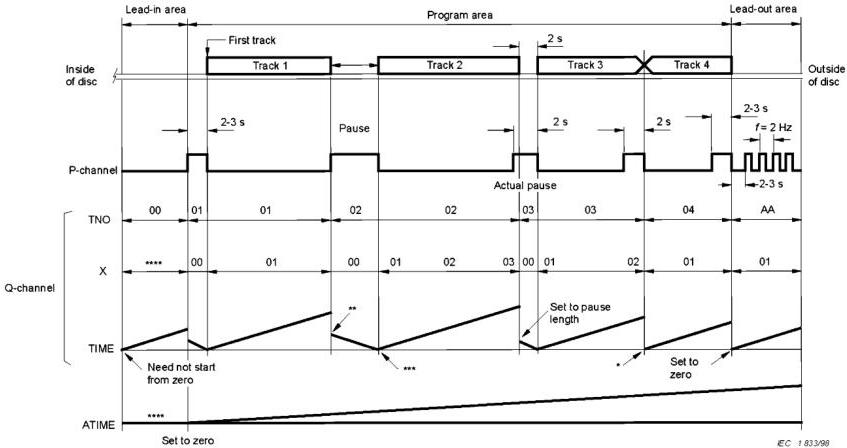 Lead-in area
Program area
Lead-out area
First track
2 s
Inside
of disc
Track 1
Track 2
Track 3
Track 4
Outside
of disc
2-3 s
Pause
2 s
2 s
2-3 s
f = 2 Hz
P-channel
Actual pause
2-3 s
TNO
00
01
01
02
02
03
03
04
AA
Q-channel
X
****
00
01
00
01
02
03
00
01
02
01
01
**
Set to pause
length
TIME
Need not start
from zero
***
*
Set to
zero
ATIME
****
Set to zero
IEC 1 833/98